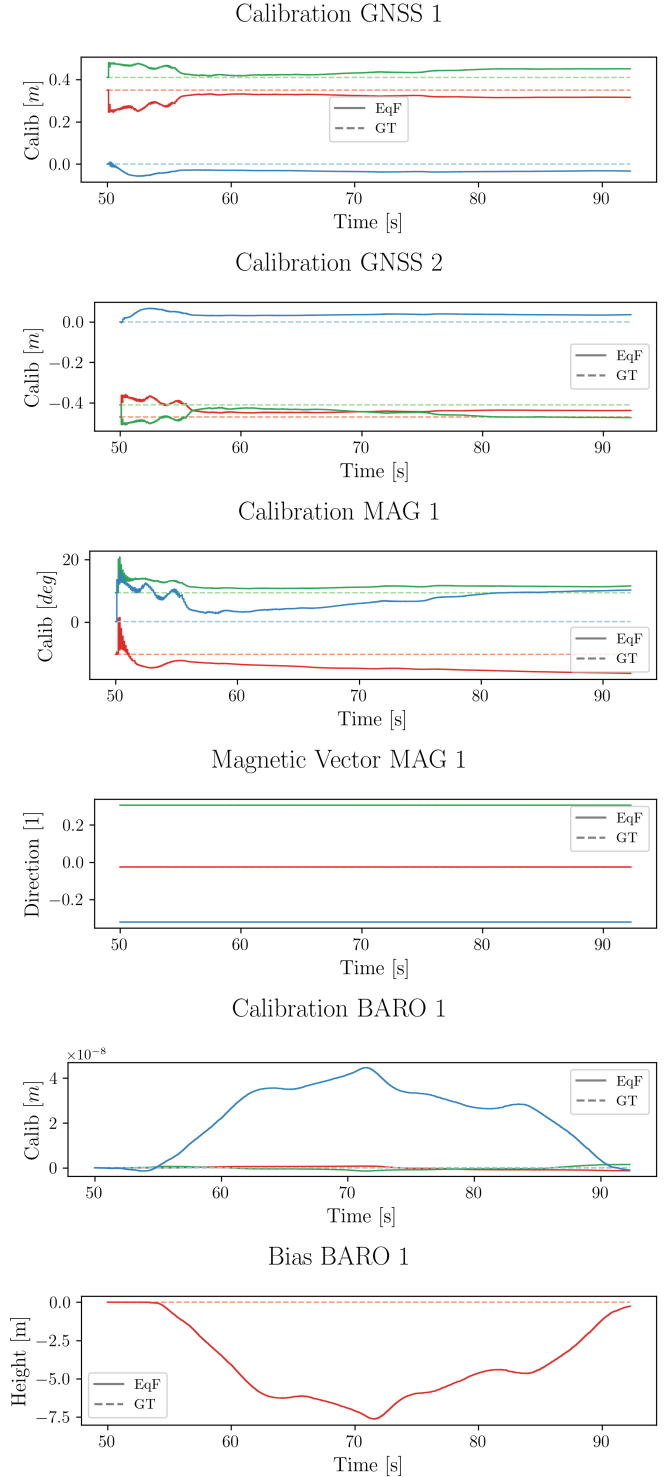 Calibration GNSS 1
0.4
0.2
0.0
Calib [m]
EqF
GT
50 60 70 80 90
Time [s]
Calibration GNSS 2
0.0
−0.2
−0.4
Calib [m]
EqF
GT
50 60 70 80 90
Time [s]
Calibration MAG 1
20
0
Calib [deg]
EqF
GT
50 60 70 80 90
Time [s]
Magnetic Vector MAG 1
0.2
0.0
−0.2
Direction [1]
EqF
GT
50 60 70 80 90
Time [s]
Calibration BARO 1
×10−8
4
2
0
Calib [m]
EqF
GT
50 60 70 80 90
Time [s]
Bias BARO 1
0.0
−2.5
−5.0
−7.5
Height [m]
EqF
GT
50 60 70 80 90
Time [s]